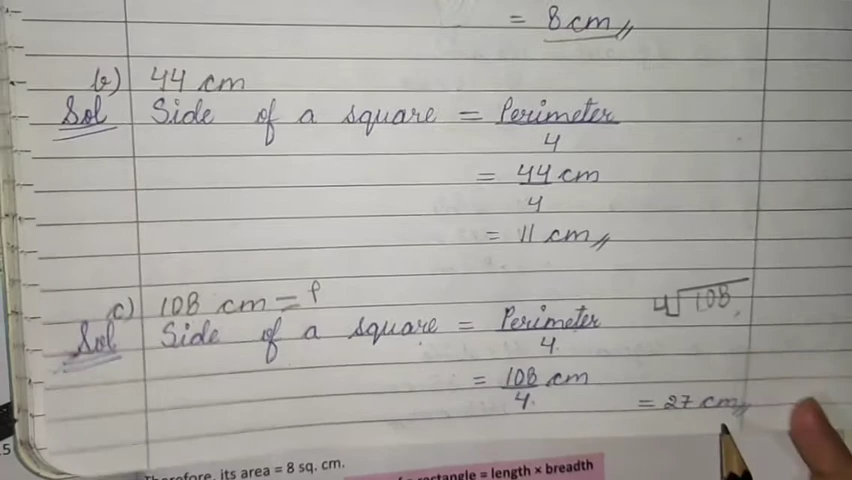 = 8 cm
b) 44 cm
Sol Side of a square = Perimeter
4
= 44 cm
4
= 11 cm
c) 108 cm = P
4√108
Sol Side of a square = Perimeter
4.
= 108 cm
4.
= 27 cm
5
Therefore, its area = 8 sq. cm.
rectangle = length × breadth